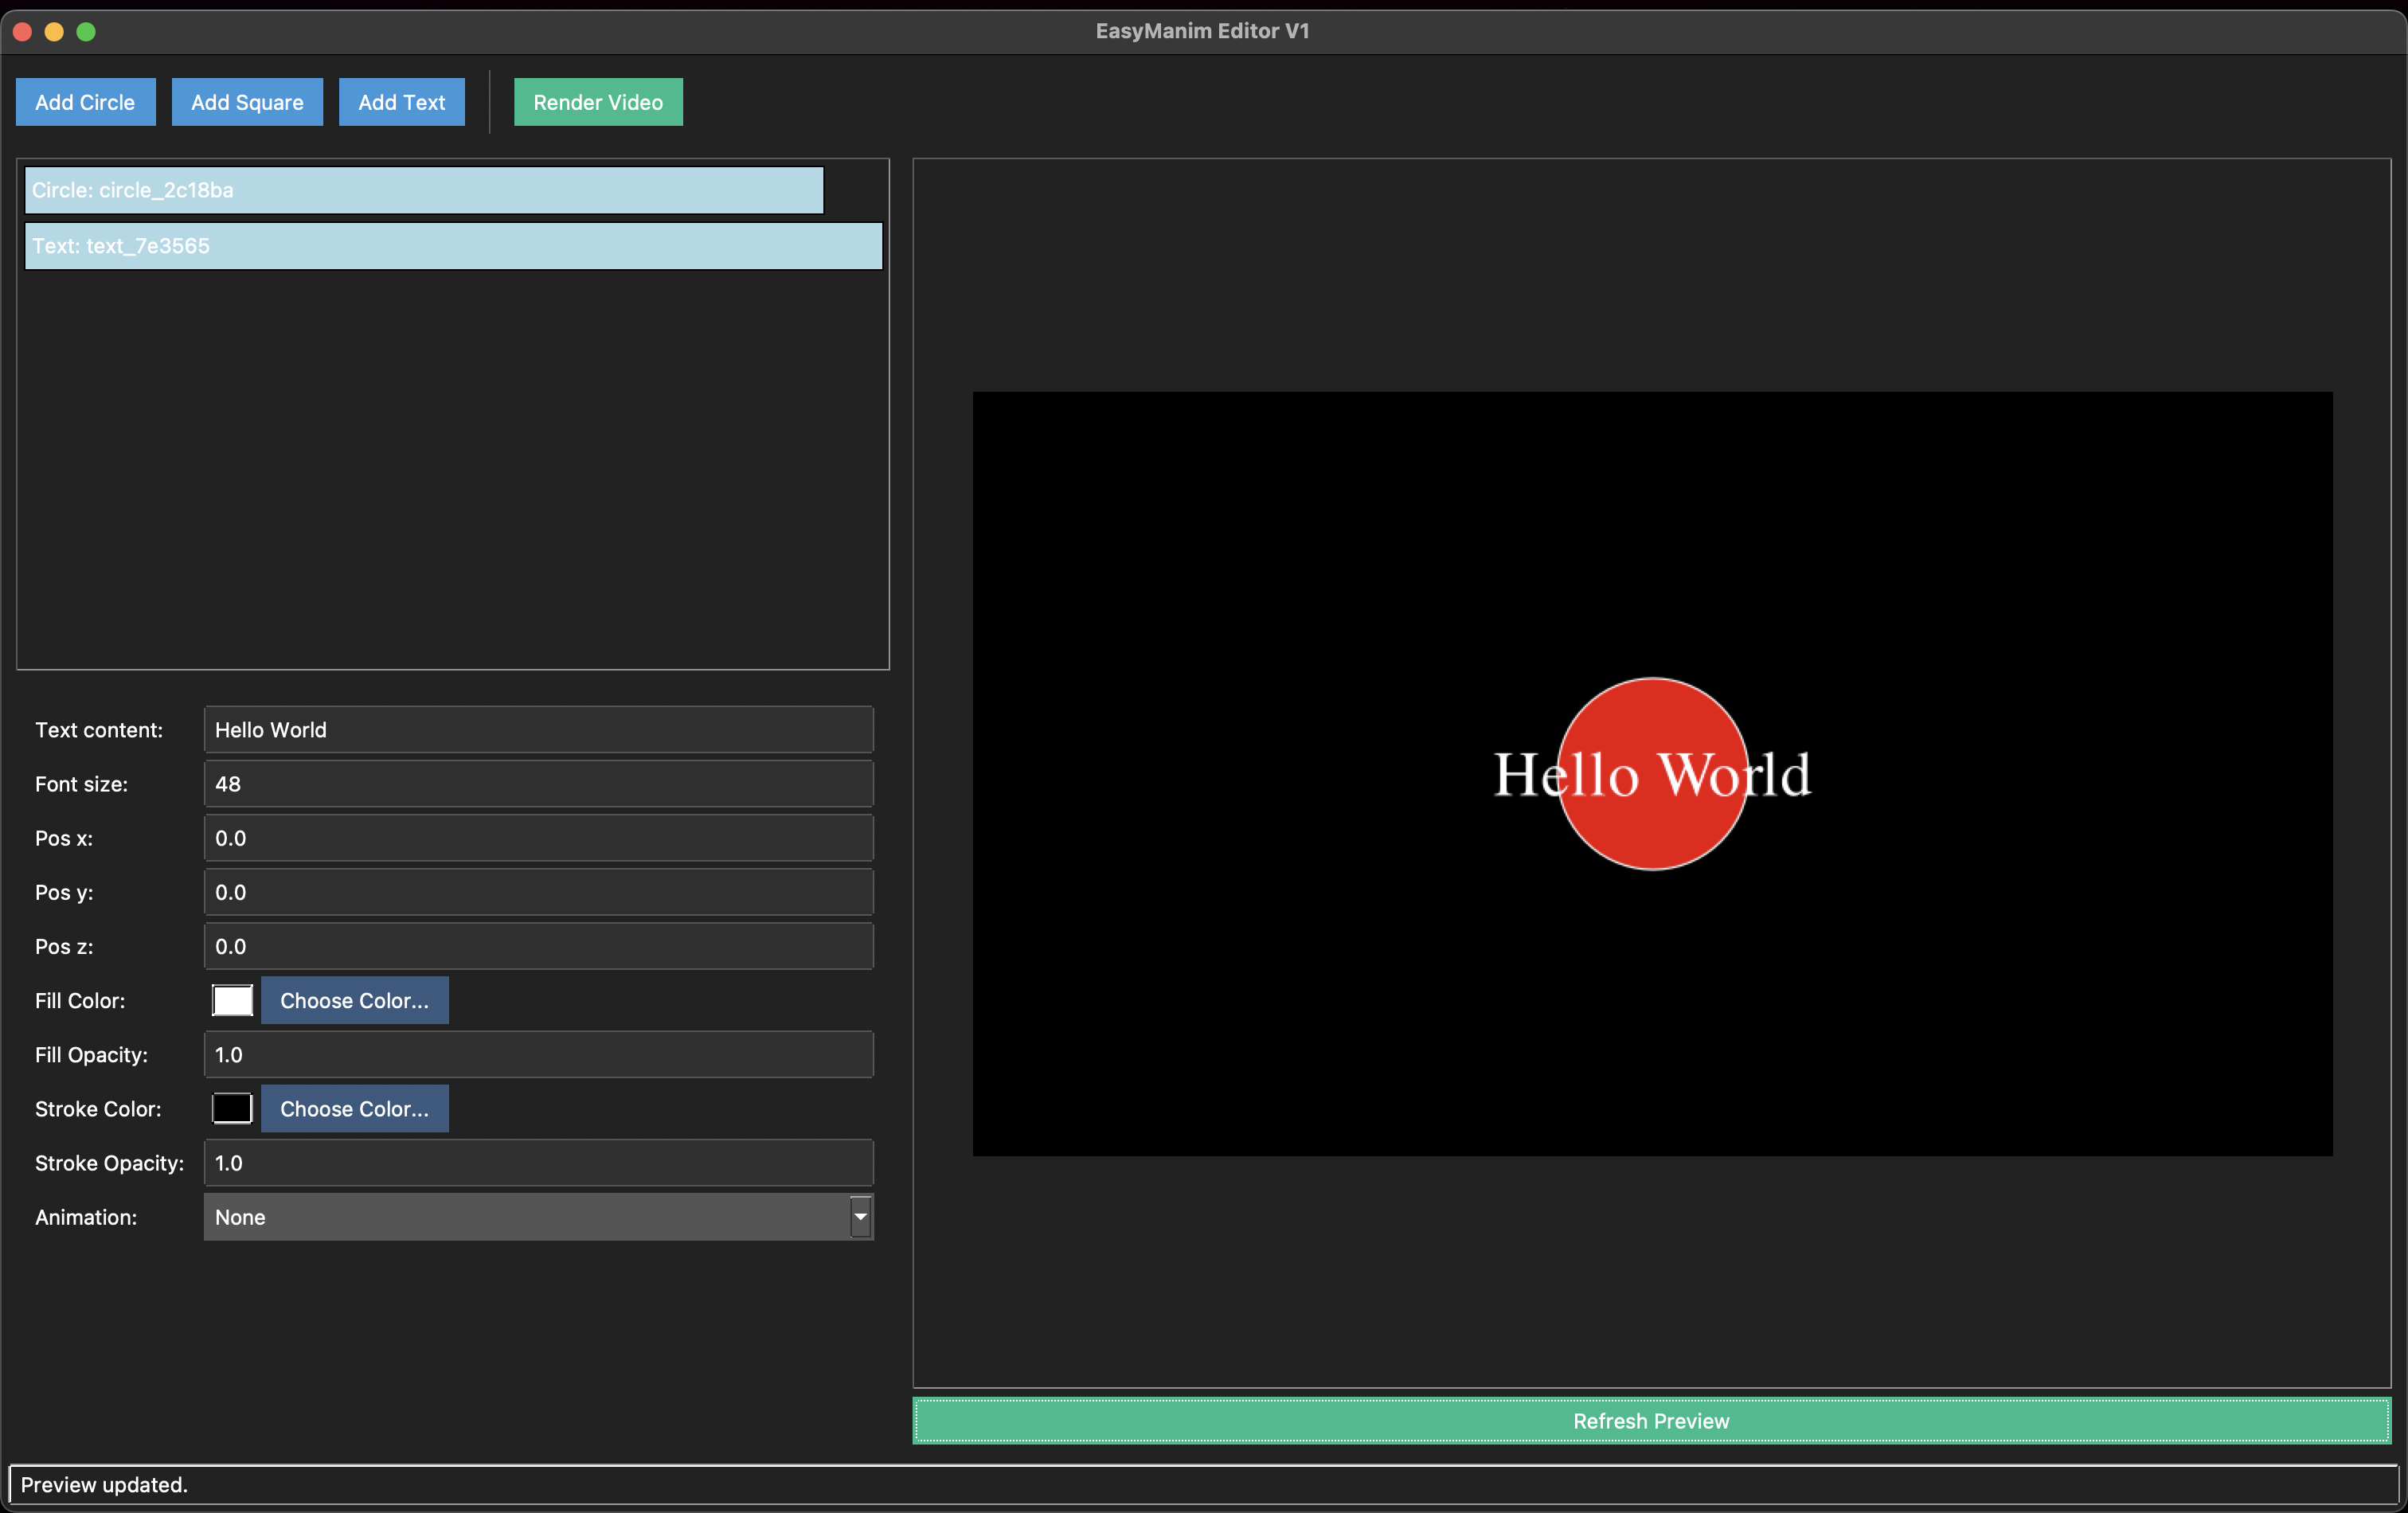 EasyManim Editor V1
Add Circle Add Square Add Text Render Video
Circle: circle_2c18ba
Text: text_7e3565
Text content: Hello World
Font size: 48
Pos x: 0.0
Pos y: 0.0
Pos z: 0.0
Fill Color: Choose Color...
Fill Opacity: 1.0
Stroke Color: Choose Color...
Stroke Opacity: 1.0
Animation: None
Hello World
Refresh Preview
Preview updated.